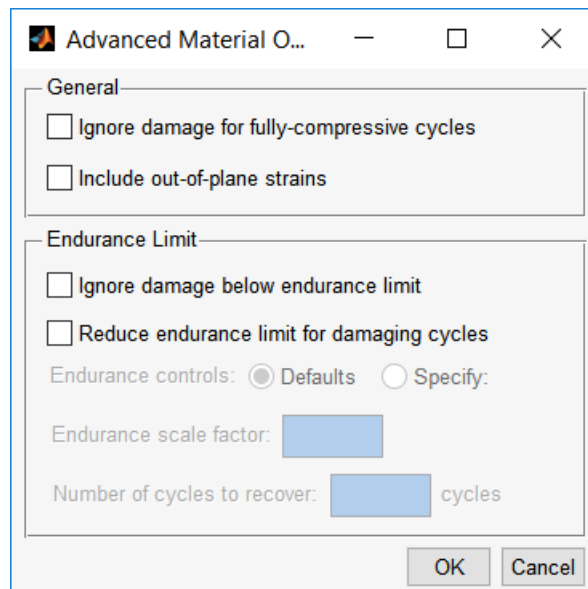 Advanced Material O...
General
Ignore damage for fully-compressive cycles
Include out-of-plane strains
Endurance Limit
Ignore damage below endurance limit
Reduce endurance limit for damaging cycles
Endurance controls: Defaults Specify:
Endurance scale factor:
Number of cycles to recover: cycles
OK Cancel